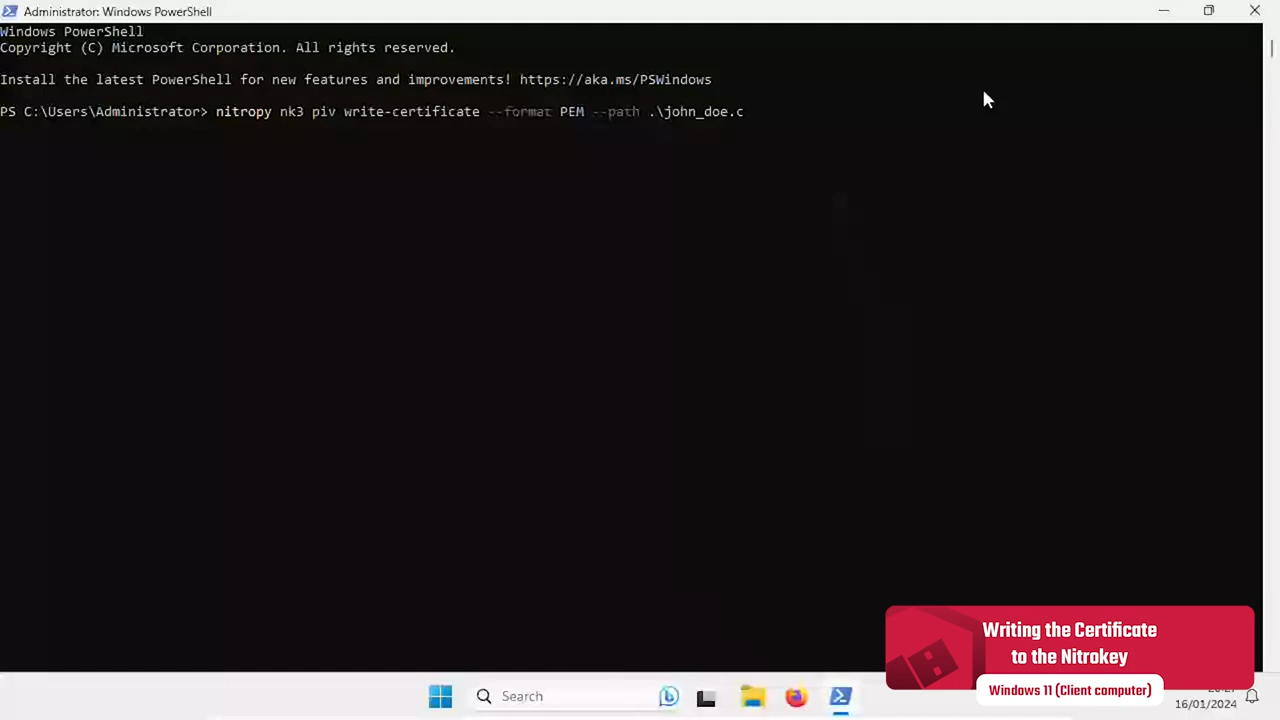 Administrator: Windows PowerShell
Windows PowerShell
Copyright (C) Microsoft Corporation. All rights reserved.
Install the latest PowerShell for new features and improvements! https://aka.ms/PSWindows
PS C:\Users\Administrator> nitropy nk3 piv write-certificate --format PEM --path .\john_doe.c
Writing the Certificate
to the Nitrokey
Windows 11 (Client computer)
Search
16/01/2024